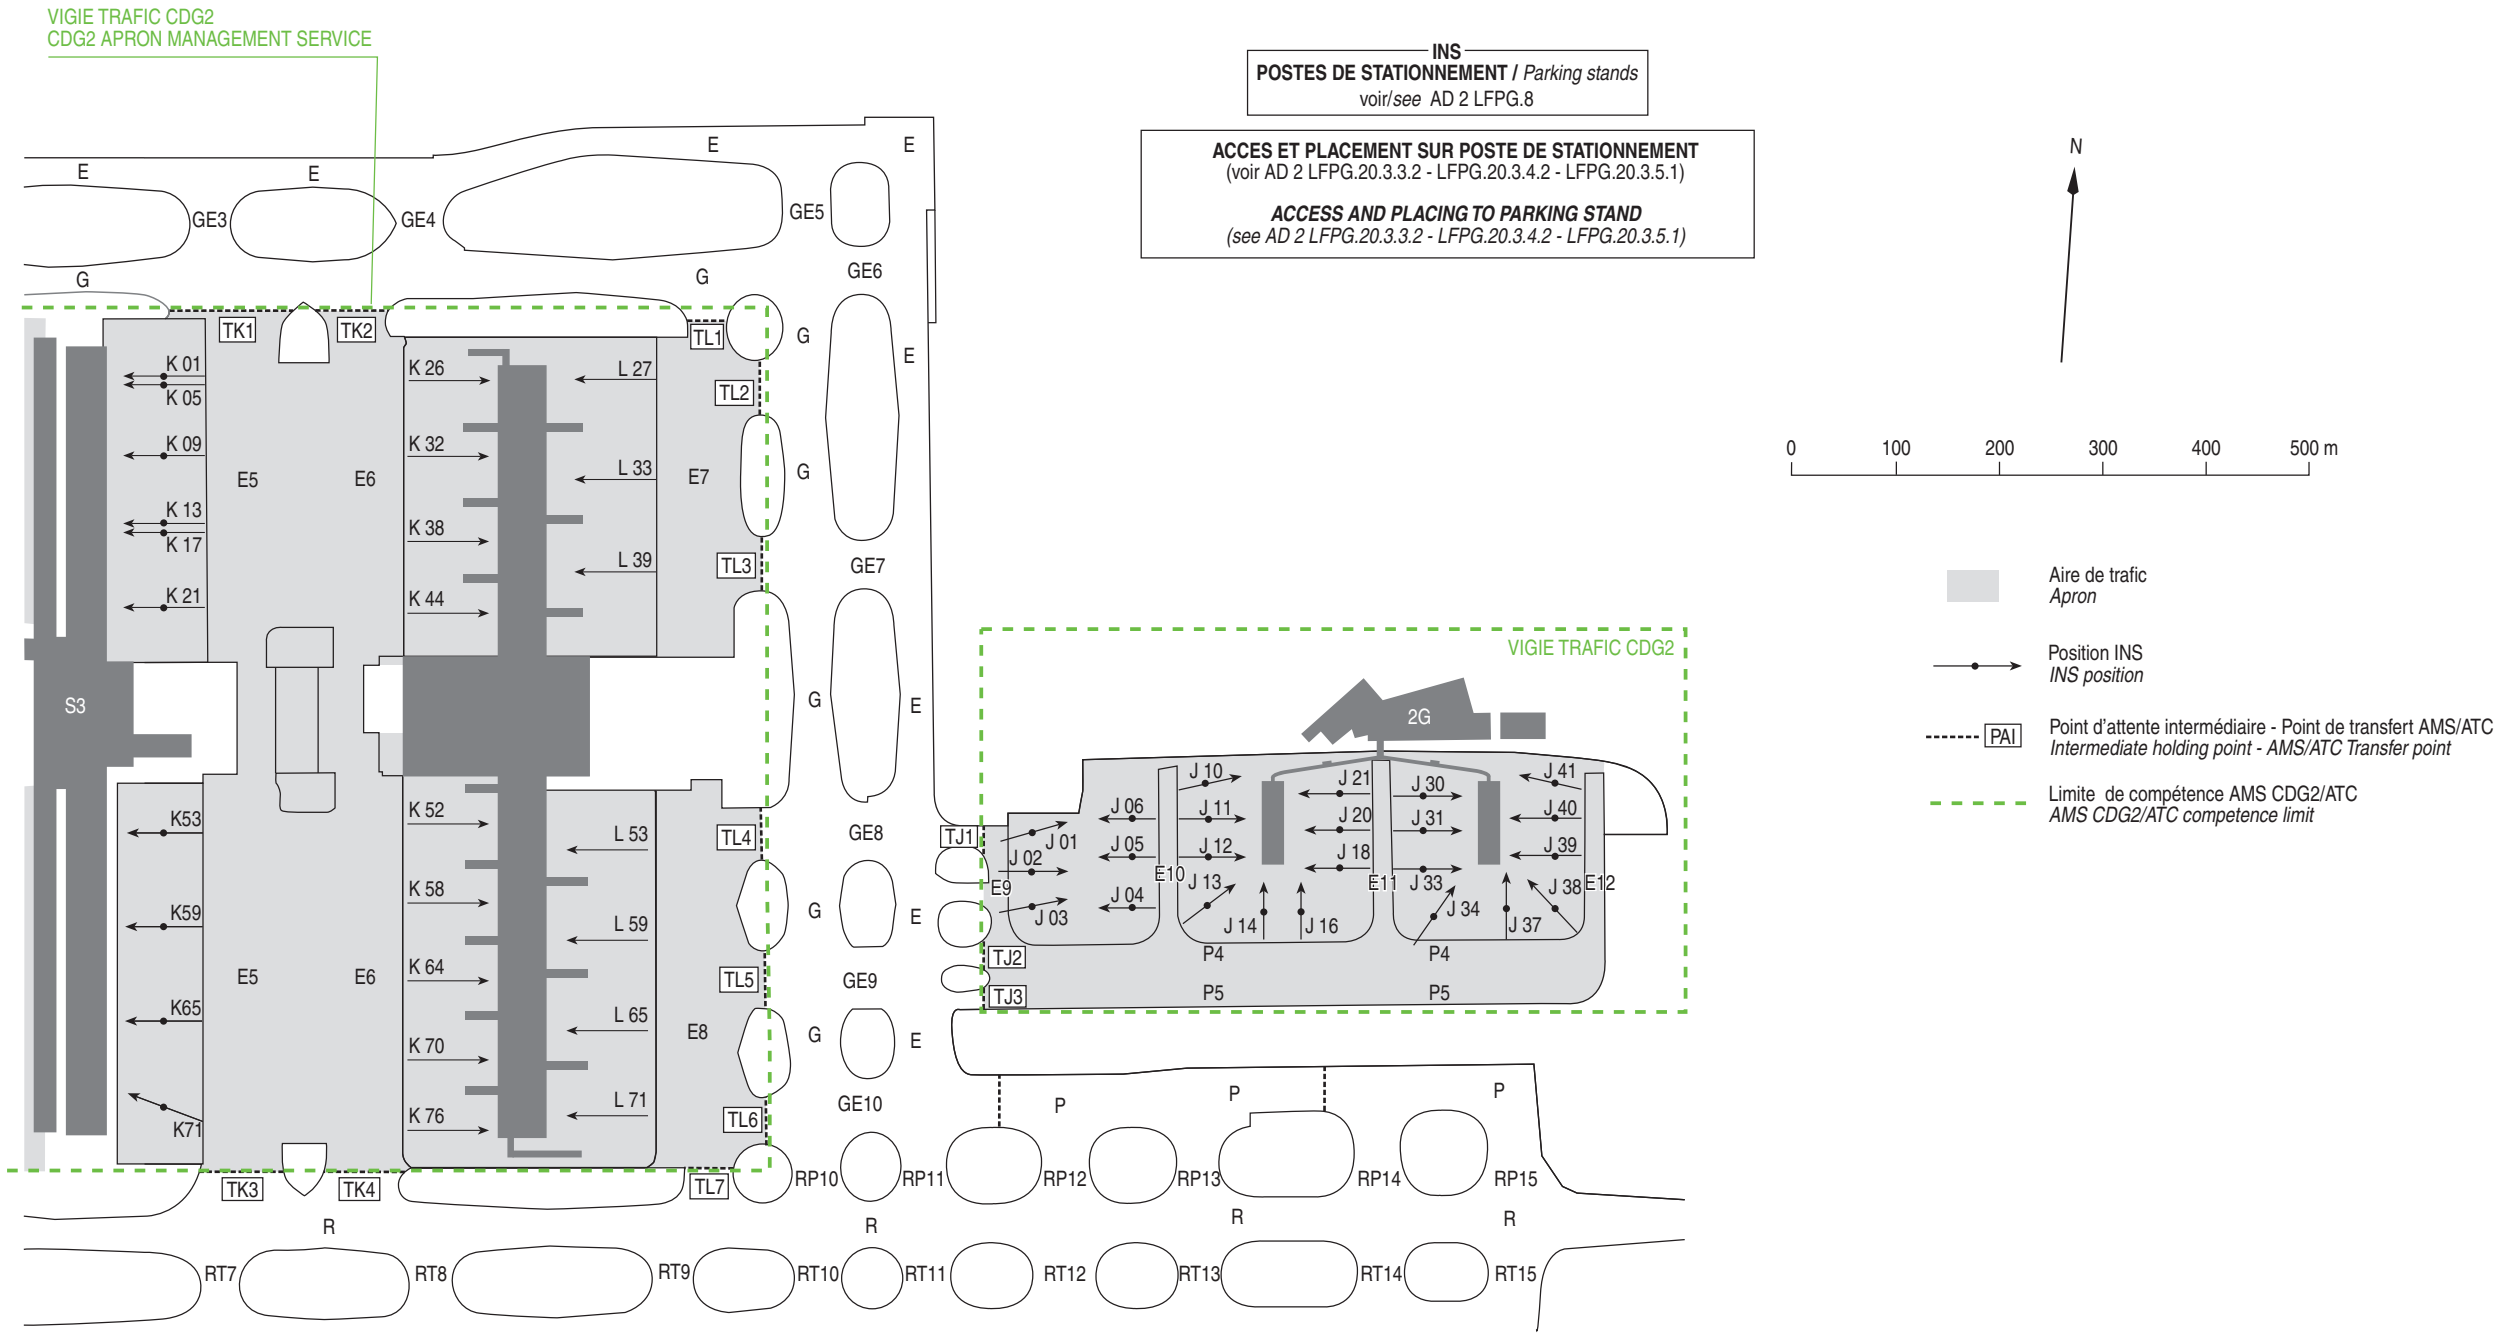 VIGIE TRAFIC CDG2
CDG2 APRON MANAGEMENT SERVICE
INS
POSTES DE STATIONNEMENT / Parking stands
voir/see AD 2 LFPG.8
ACCES ET PLACEMENT SUR POSTE DE STATIONNEMENT
(voir AD 2 LFPG.20.3.3.2 - LFPG.20.3.4.2 - LFPG.20.3.5.1)
ACCESS AND PLACING TO PARKING STAND
(see AD 2 LFPG.20.3.3.2 - LFPG.20.3.4.2 - LFPG.20.3.5.1)
N
0 100 200 300 400 500 m
Aire de trafic
Apron
Position INS
INS position
PAI
Point d'attente intermédiaire - Point de transfert AMS/ATC
Intermediate holding point - AMS/ATC Transfer point
Limite de compétence AMS CDG2/ATC
AMS CDG2/ATC competence limit
E E E E
GE3 GE4 GE5
G G GE6
TK1 TK2 TL1 G
K 01 K 26 L 27 E
K 05 TL2
K 09 K 32 L 33 G
E5 E6 E7
K 13 K 38
K 17 L 39 TL3 GE7
K 21 K 44
S3 G E
K53 K 52 L 53 TL4 GE8
K59 K 58 L 59 G E
E5 E6 K 64 TL5 GE9
K65 L 65 E8 G E
K 70
K71 K 76 L 71 TL6 GE10
TK3 TK4 TL7 RP10 RP11 RP12 RP13 RP14 RP15
P P P
R R R R
RT7 RT8 RT9 RT10 RT11 RT12 RT13 RT14 RT15
VIGIE TRAFIC CDG2
2G
J 10 J 21 J 30 J 41
J 06 J 11 J 20 J 31 J 40
TJ1 J 01
J 02 J 05 J 12 J 18 J 39
E9 E10 J 13 E11 J 33 J 38 E12
J 03 J 04 J 14 J 16 J 34 J 37
TJ2 P4 P4
TJ3 P5 P5